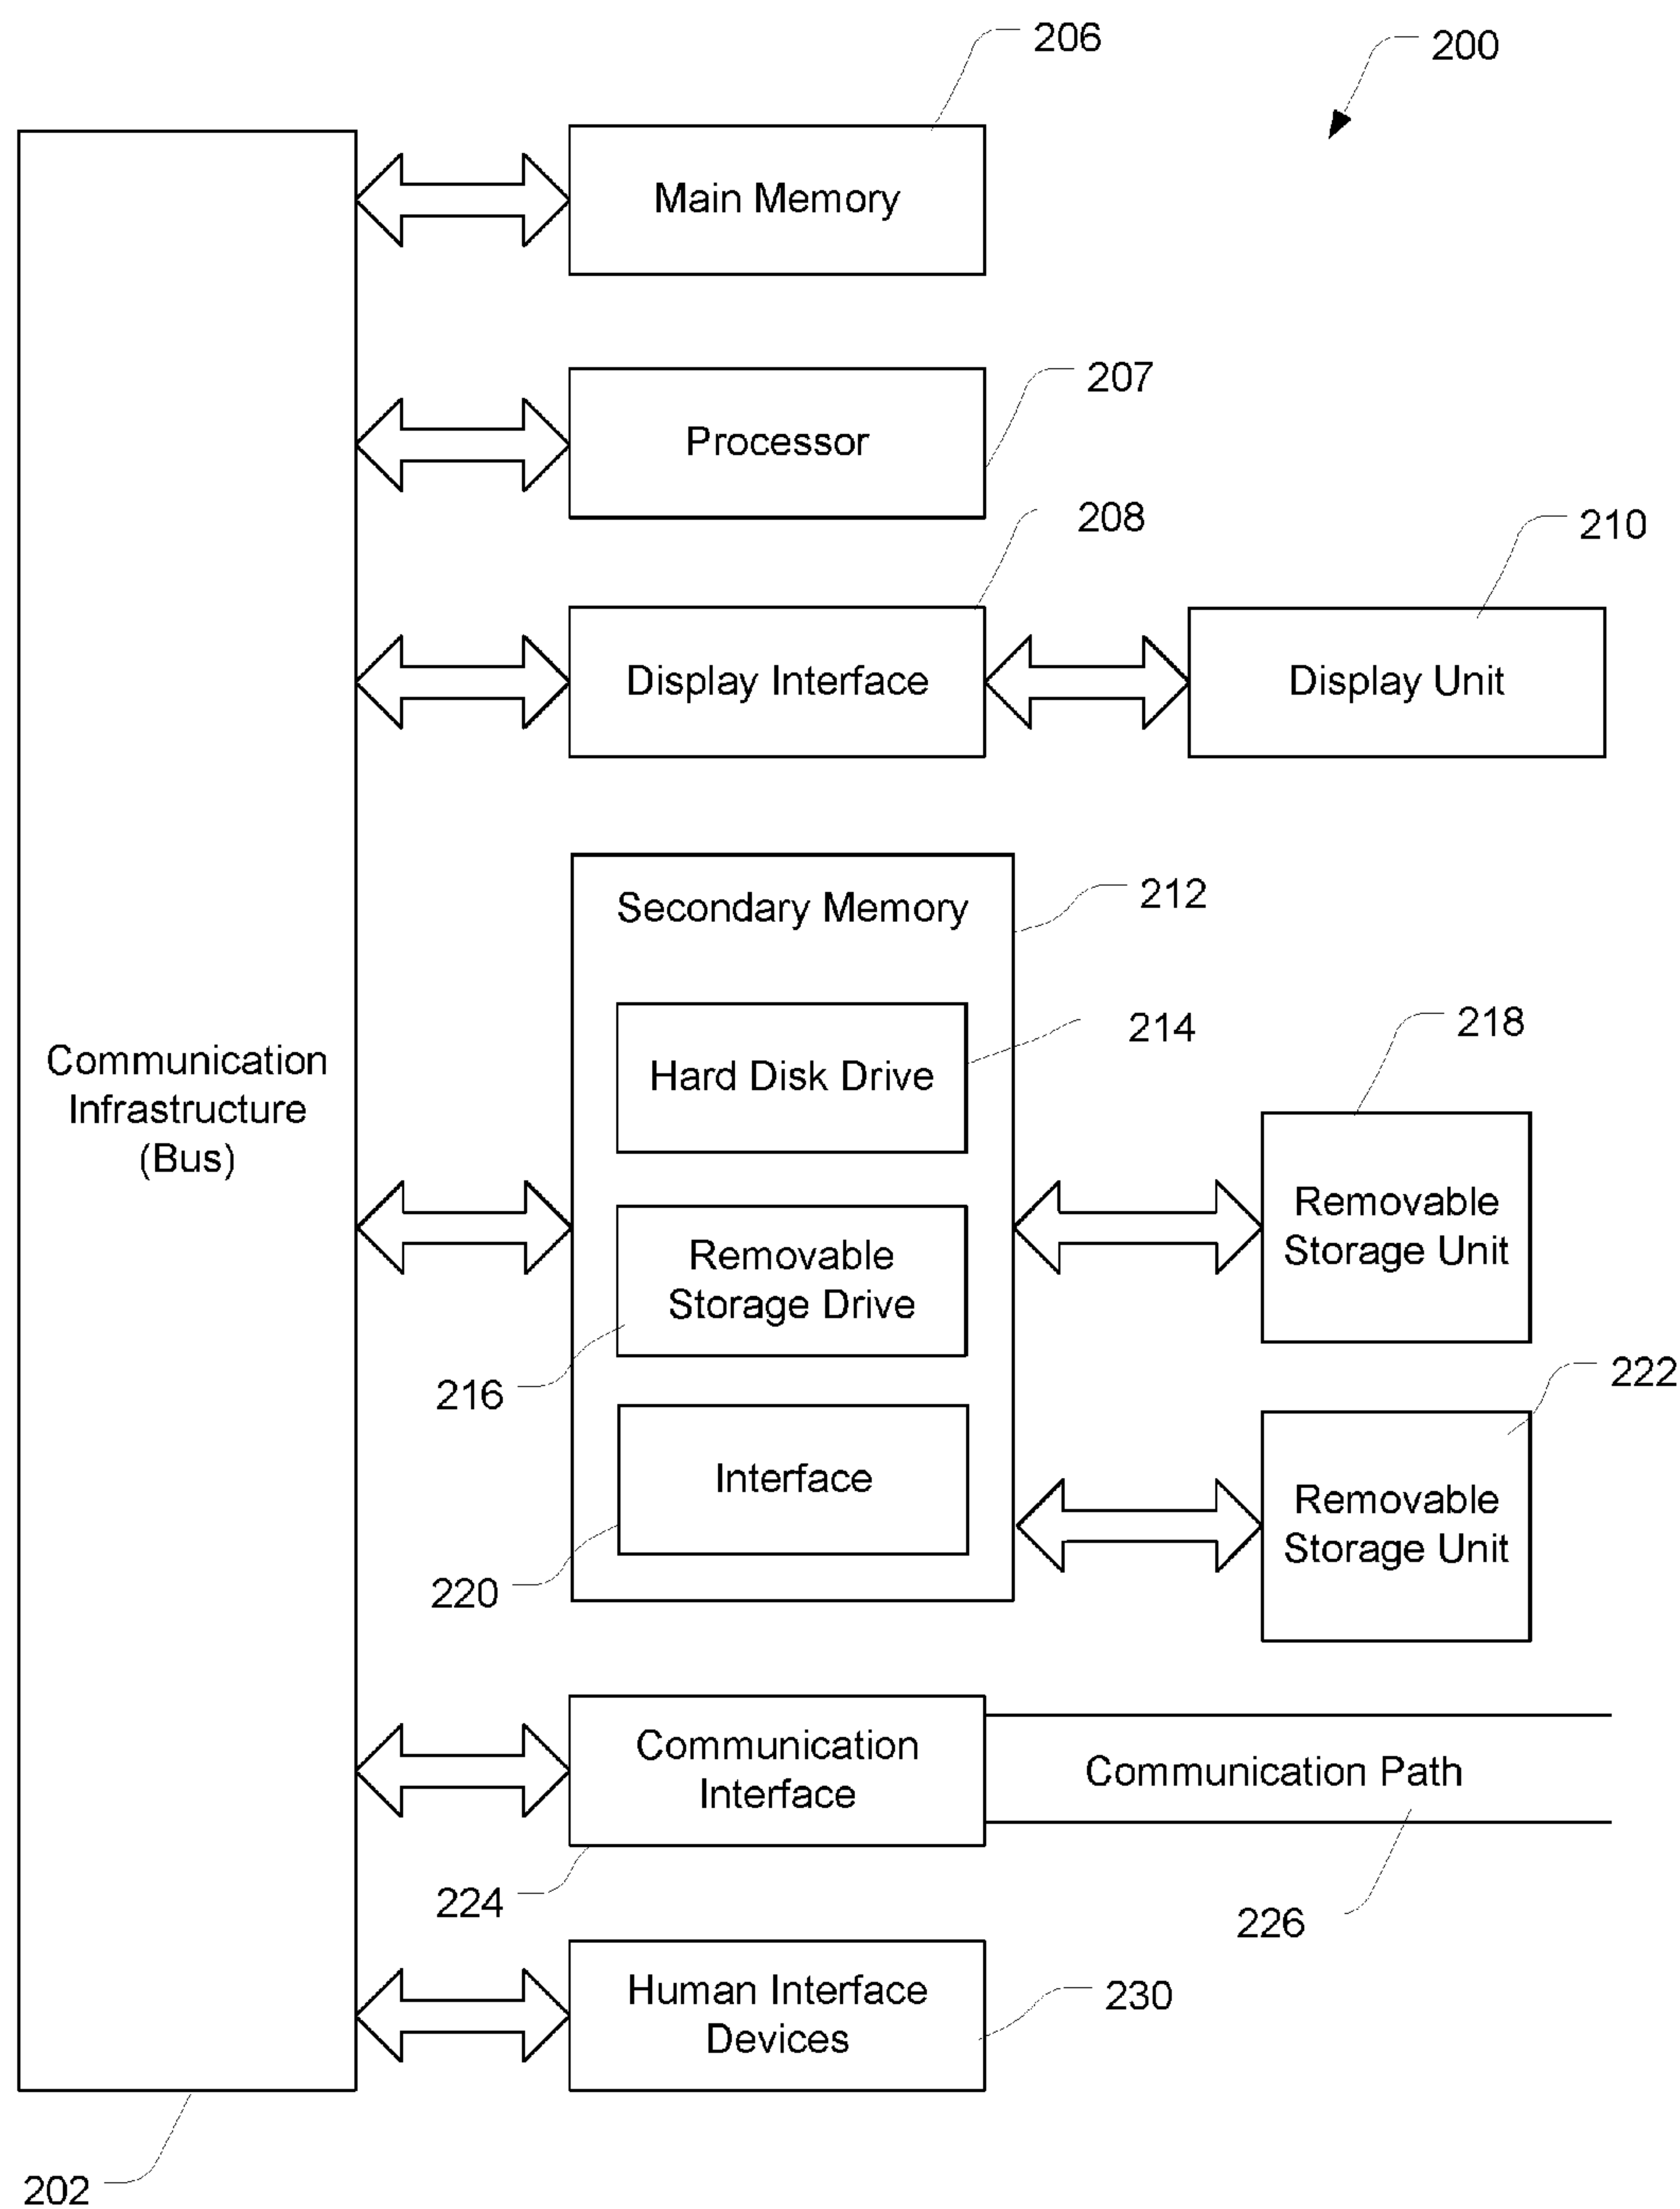 206
200
Main Memory
207
Processor
208
210
Display Interface
Display Unit
Secondary Memory
212
214
218
Hard Disk Drive
Communication
Infrastructure
(Bus)
Removable
Storage Unit
Removable
Storage Drive
216
222
Interface
Removable
Storage Unit
220
Communication
Interface
Communication Path
224
226
Human Interface
Devices
230
202